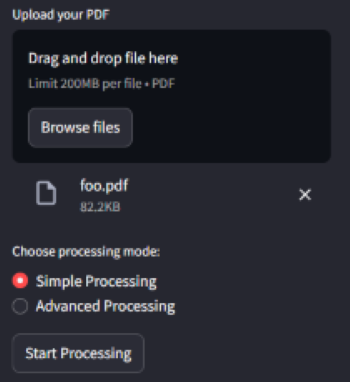 Upload your PDF
Drag and drop file here
Limit 200MB per file • PDF
Browse files
foo.pdf
82.2KB
Choose processing mode:
Simple Processing
Advanced Processing
Start Processing